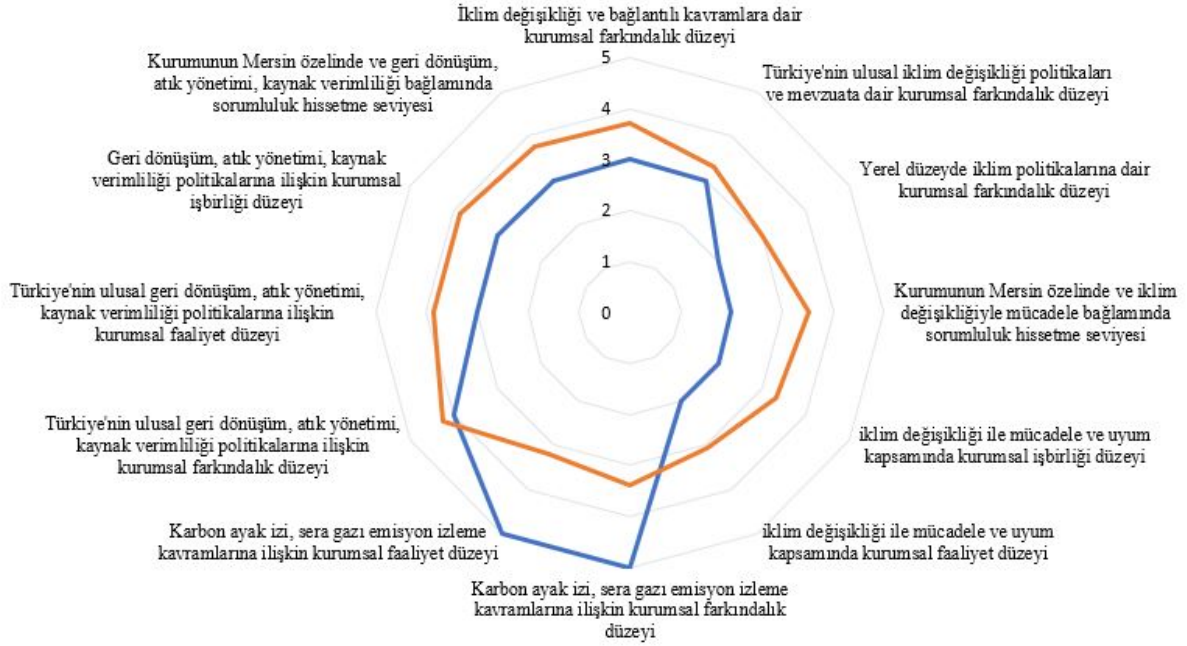 İklim değişikliği ve bağlantılı kavramlara dair
kurumsal farkındalık düzeyi
Türkiye'nin ulusal iklim değişikliği politikaları
ve mevzuata dair kurumsal farkındalık düzeyi
Yerel düzeyde iklim politikalarına dair
kurumsal farkındalık düzeyi
Kurumunun Mersin özelinde ve iklim
değişikliğiyle mücadele bağlamında
sorumluluk hissetme seviyesi
iklim değişikliği ile mücadele ve uyum
kapsamında kurumsal işbirliği düzeyi
iklim değişikliği ile mücadele ve uyum
kapsamında kurumsal faaliyet düzeyi
Karbon ayak izi, sera gazı emisyon izleme
kavramlarına ilişkin kurumsal farkındalık
düzeyi
Karbon ayak izi, sera gazı emisyon izleme
kavramlarına ilişkin kurumsal faaliyet düzeyi
Türkiye'nin ulusal geri dönüşüm, atık yönetimi,
kaynak verimliliği politikalarına ilişkin
kurumsal farkındalık düzeyi
Türkiye'nin ulusal geri dönüşüm, atık yönetimi,
kaynak verimliliği politikalarına ilişkin
kurumsal faaliyet düzeyi
Geri dönüşüm, atık yönetimi, kaynak
verimliliği politikalarına ilişkin kurumsal
işbirliği düzeyi
Kurumunun Mersin özelinde ve geri dönüşüm,
atık yönetimi, kaynak verimliliği bağlamında
sorumluluk hissetme seviyesi
5
4
3
2
1
0